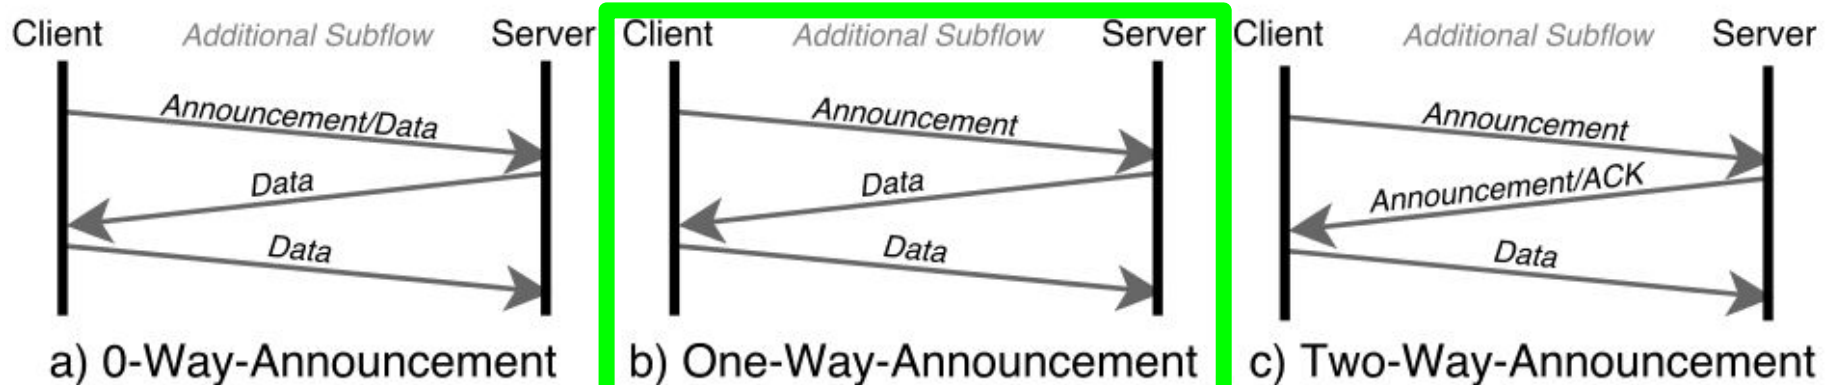 Client Additional Subflow Server
Announcement/Data
Data
Data
a) 0-Way-Announcement
Client Additional Subflow Server
Announcement
Data
Data
b) One-Way-Announcement
Client Additional Subflow Server
Announcement
Announcement/ACK
Data
c) Two-Way-Announcement